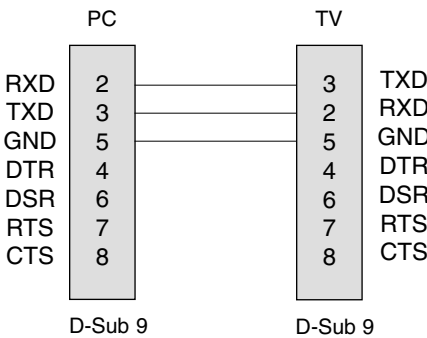 PC TV
RXD 2 3 TXD
TXD 3 2 RXD
GND 5 5 GND
DTR 4 4 DTR
DSR 6 6 DSR
RTS 7 7 RTS
CTS 8 8 CTS
D-Sub 9 D-Sub 9